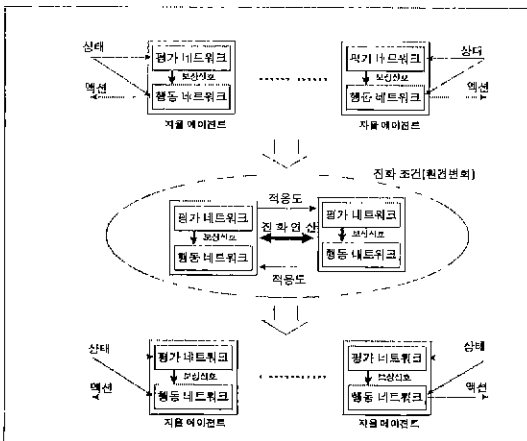 상태
평가 네트워크
보상신호
액션
행동 네트워크
자율 에이전트
평가 네트워크
상태
보상신호
행동 네트워크
액션
자율 에이전트
진화 조건(환경변화)
적응도
평가 네트워크
보상신호
행동 네트워크
진화연산
평가 네트워크
보상신호
행동 네트워크
적응도
상태
평가 네트워크
보상신호
액션
행동 네트워크
자율 에이전트
평가 네트워크
상태
보상신호
행동 네트워크
액션
자율 에이전트